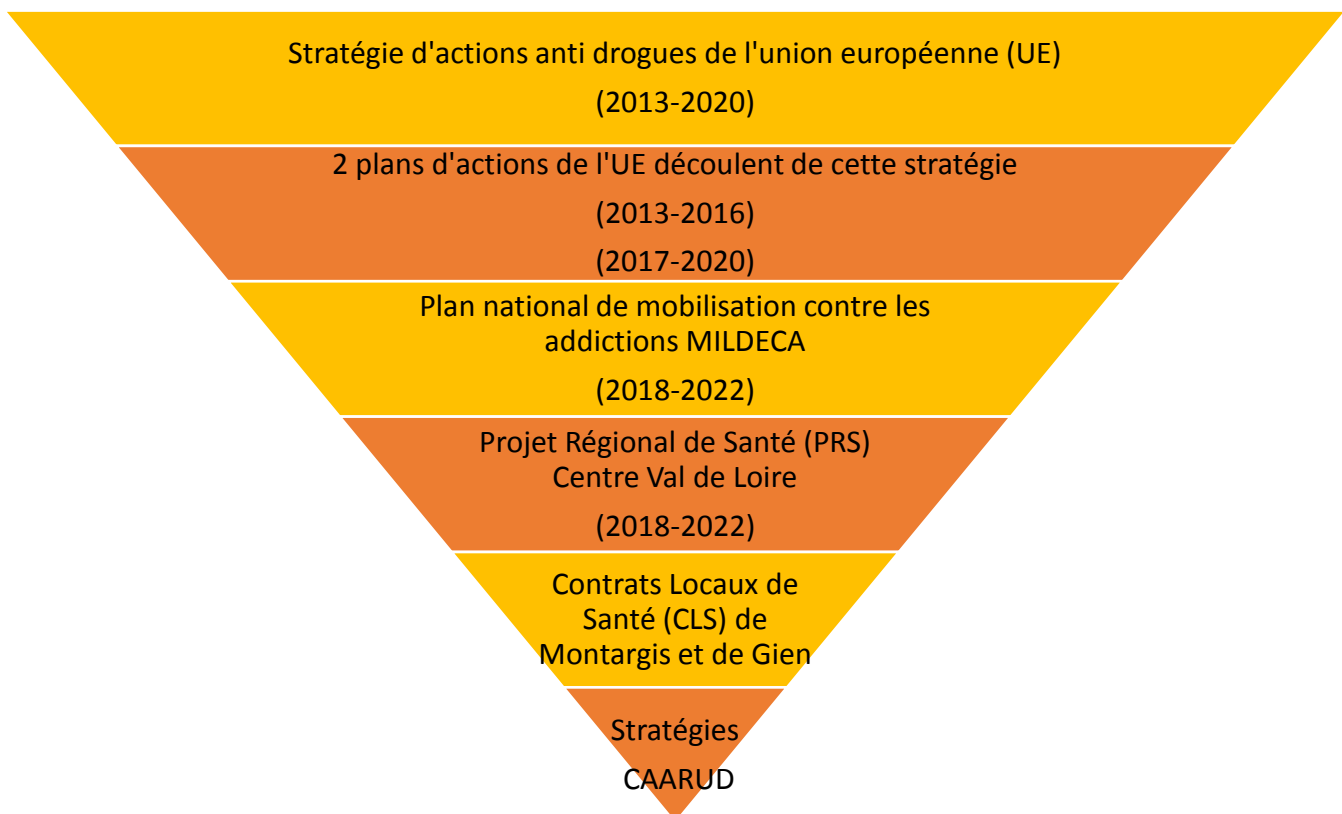 Stratégie d'actions anti drogues de l'union européenne (UE)
(2013-2020)
2 plans d'actions de l'UE découlent de cette stratégie
(2013-2016)
(2017-2020)
Plan national de mobilisation contre les
addictions MILDECA
(2018-2022)
Projet Régional de Santé (PRS)
Centre Val de Loire
(2018-2022)
Contrats Locaux de
Santé (CLS) de
Montargis et de Gien
Stratégies
CAARUD